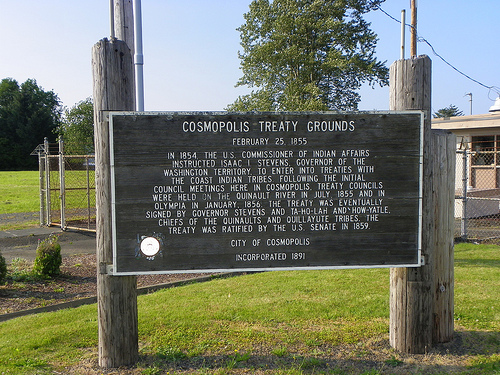 COSMOPOLIS TREATY GROUNDS
FEBRUARY 25, 1855
IN 1854, THE U.S. COMMISSIONER OF INDIAN AFFAIRS
INSTRUCTED ISAAC I. STEVENS, GOVERNOR OF THE
WASHINGTON TERRITORY, TO ENTER INTO TREATIES WITH
THE COAST INDIAN TRIBES. FOLLOWING THE INITIAL
COUNCIL MEETINGS HERE IN COSMOPOLIS, TREATY COUNCILS
WERE HELD ON THE QUINAULT RIVER IN JULY 1855 AND IN
OLYMPIA IN JANUARY, 1856. THE TREATY WAS EVENTUALLY
SIGNED BY GOVERNOR STEVENS AND TA-HO-LAH AND HOW-YATLE,
CHIEFS OF THE QUINAULTS AND QUILLAYUTE TRIBES. THE
TREATY WAS RATIFIED BY THE U.S. SENATE IN 1859.
CITY OF COSMOPOLIS
INCORPORATED 1891